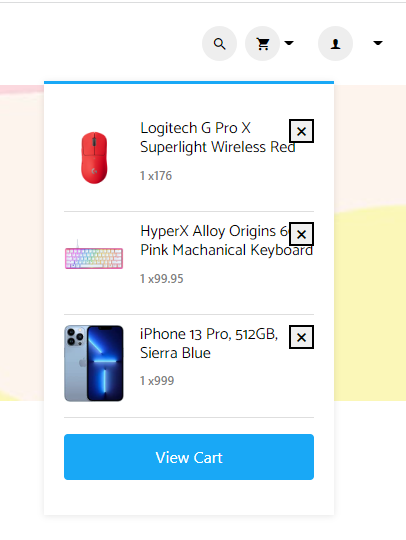 Logitech G Pro X
Superlight Wireless Red
1 x176
HyperX Alloy Origins
Pink Machanical Keyboard
1 x99.95
iPhone 13 Pro, 512GB,
Sierra Blue
1 x999
View Cart